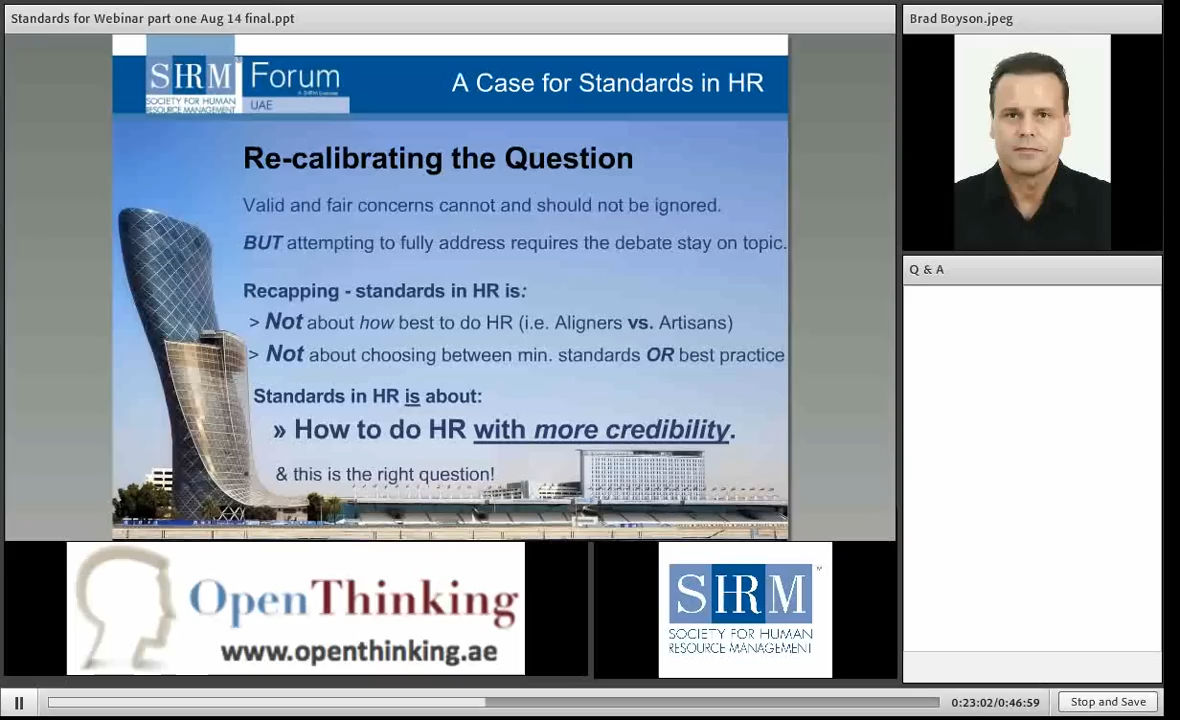 Standards for Webinar part one Aug 14 final.ppt
SHRM Forum
A SHRM Licensee
SOCIETY FOR HUMAN
RESOURCE MANAGEMENT
UAE
A Case for Standards in HR
Re-calibrating the Question
Valid and fair concerns cannot and should not be ignored.
BUT attempting to fully address requires the debate stay on topic.
Recapping - standards in HR is:
> Not about how best to do HR (i.e. Aligners vs. Artisans)
> Not about choosing between min. standards OR best practice
Standards in HR is about:
» How to do HR with more credibility.
& this is the right question!
OpenThinking
www.openthinking.ae
SHRM™
SOCIETY FOR HUMAN
RESOURCE MANAGEMENT
Brad Boyson.jpeg
Q & A
0:23:02/0:46:59
Stop and Save